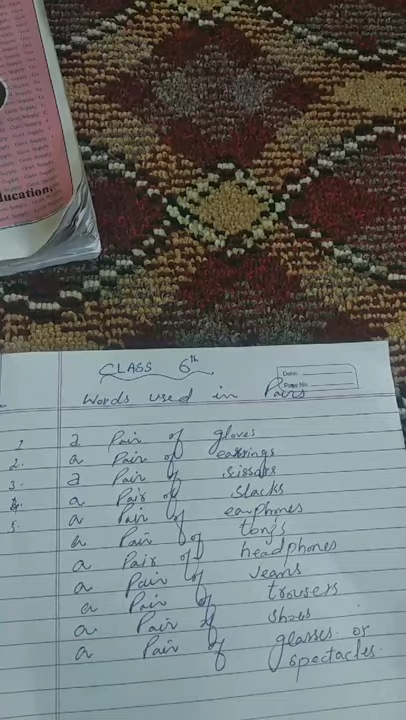 ducation,
CLASS 6th
Date:
Page No.
Words used in Pairs
1 a Pair of gloves
2. a Pair of earrings
3. a Pair of scissors
4. a Pair of slacks
5. a Pair of earphones
a Pair of tong's
a Pair of headphones
a Pair of Jeans
a Pair of trousers
a Pair of shoes
a Pair of glasses or
spectacles.